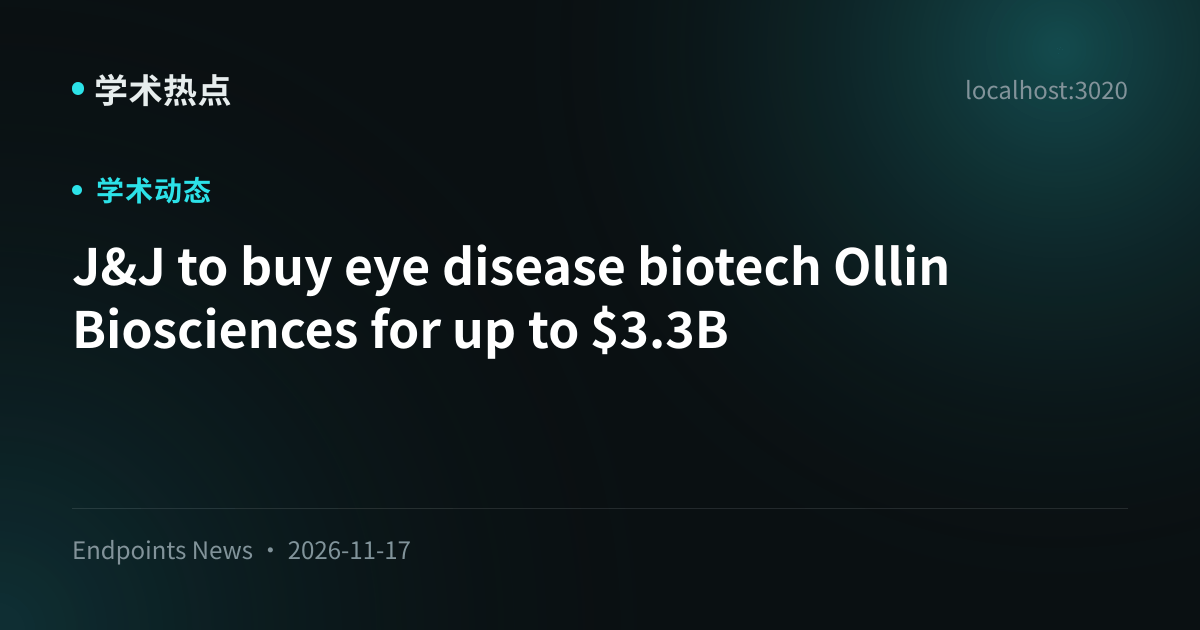 学术热点
localhost:3020
学术动态
J&J to buy eye disease biotech Ollin
Biosciences for up to $3.3B
Endpoints News · 2026-11-17